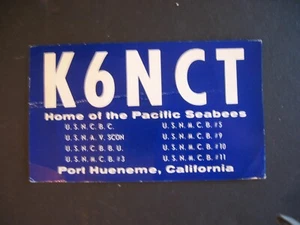 K6NCT
Home of the Pacific Seabees
U. S. N. C. B. C. U. S. N. M. C. B. #5
U. S. N. A. V. SCON U. S. N. M. C. B. #9
U. S. N. C. B. B. U. U. S. N. M. C. B. #10
U. S. N. M. C. B. #3 U. S. N. M. C. B. #11
Port Hueneme, California